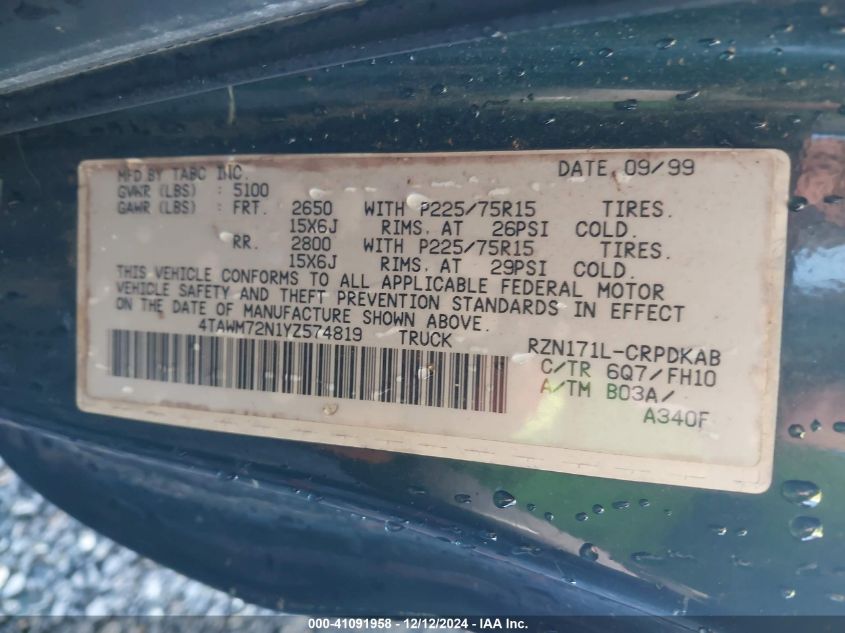 MFD BY TABC INC. DATE 09/99
GVWR (LBS) : 5100
GAWR (LBS) : FRT. 2650 WITH P225/75R15 TIRES.
15X6J RIMS. AT 26PSI COLD.
RR. 2800 WITH P225/75R15 TIRES.
15X6J RIMS. AT 29PSI COLD.
THIS VEHICLE CONFORMS TO ALL APPLICABLE FEDERAL MOTOR
VEHICLE SAFETY AND THEFT PREVENTION STANDARDS IN EFFECT
ON THE DATE OF MANUFACTURE SHOWN ABOVE.
4TAWM72N1YZ574819 TRUCK RZN171L-CRPDKAB
C/TR 6Q7/FH10
A/TM B03A/
A340F
000-41091958 - 12/12/2024 - IAA Inc.